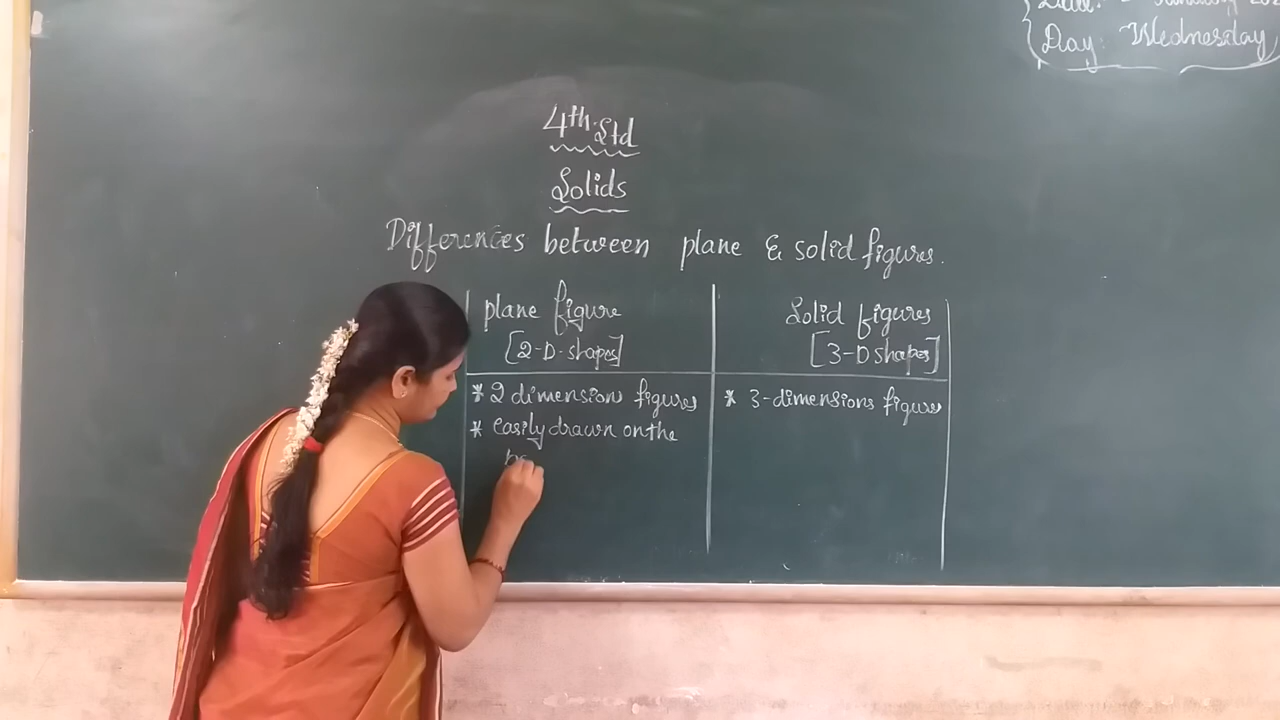 Day: Wednesday
4th Std
Solids
Differences between plane & solid figures.
plane figure
[2-D-shapes]
* 2 dimension figures
* easily drawn on the
Solid figures
[3-D shapes]
* 3-dimensions figures